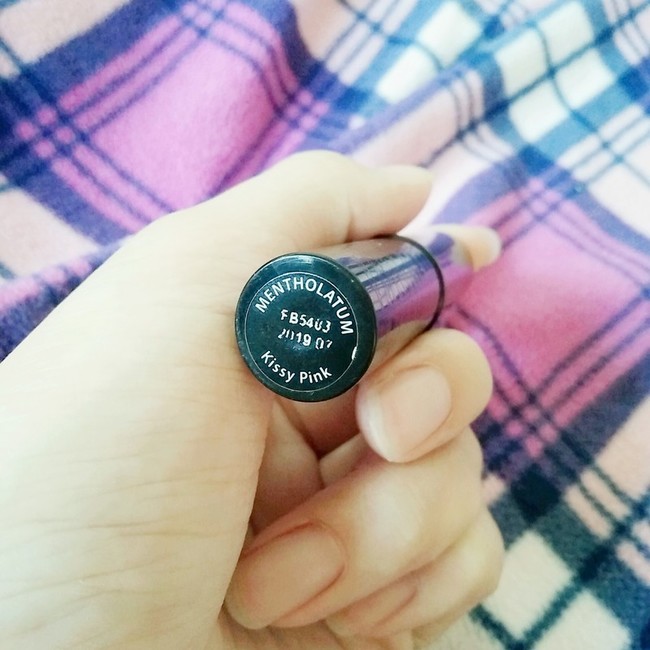 MENTHOLATUM
FB5403
2019 07
Kissy Pink